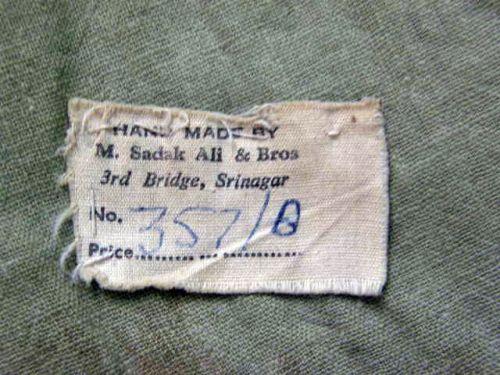 HAND MADE BY
M. Sadak Ali & Bros
3rd Bridge, Srinagar
No. 357/B
Price....................